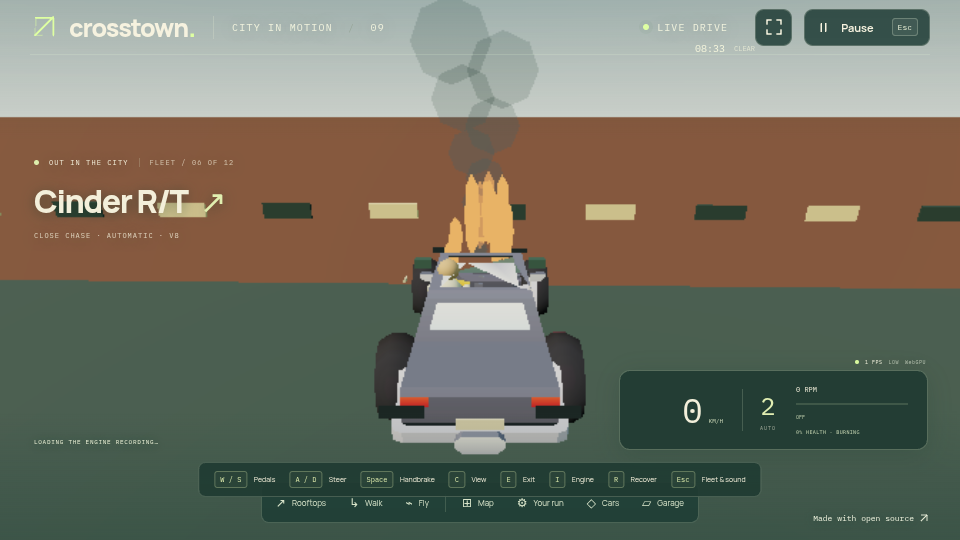 crosstown.
CITY IN MOTION / 09
LIVE DRIVE
08:33 CLEAR
Pause Esc
OUT IN THE CITY
FLEET / 06 OF 12
Cinder R/T ↗
CLOSE CHASE · AUTOMATIC · V8
1 FPS LOW WebGPU
0 KM/H
2 AUTO
0 RPM
OFF
0% HEALTH · BURNING
LOADING THE ENGINE RECORDING…
W / S Pedals A / D Steer Space Handbrake C View E Exit I Engine R Recover Esc Fleet & sound
Rooftops Walk Fly Map Your run Cars Garage
Made with open source ↗